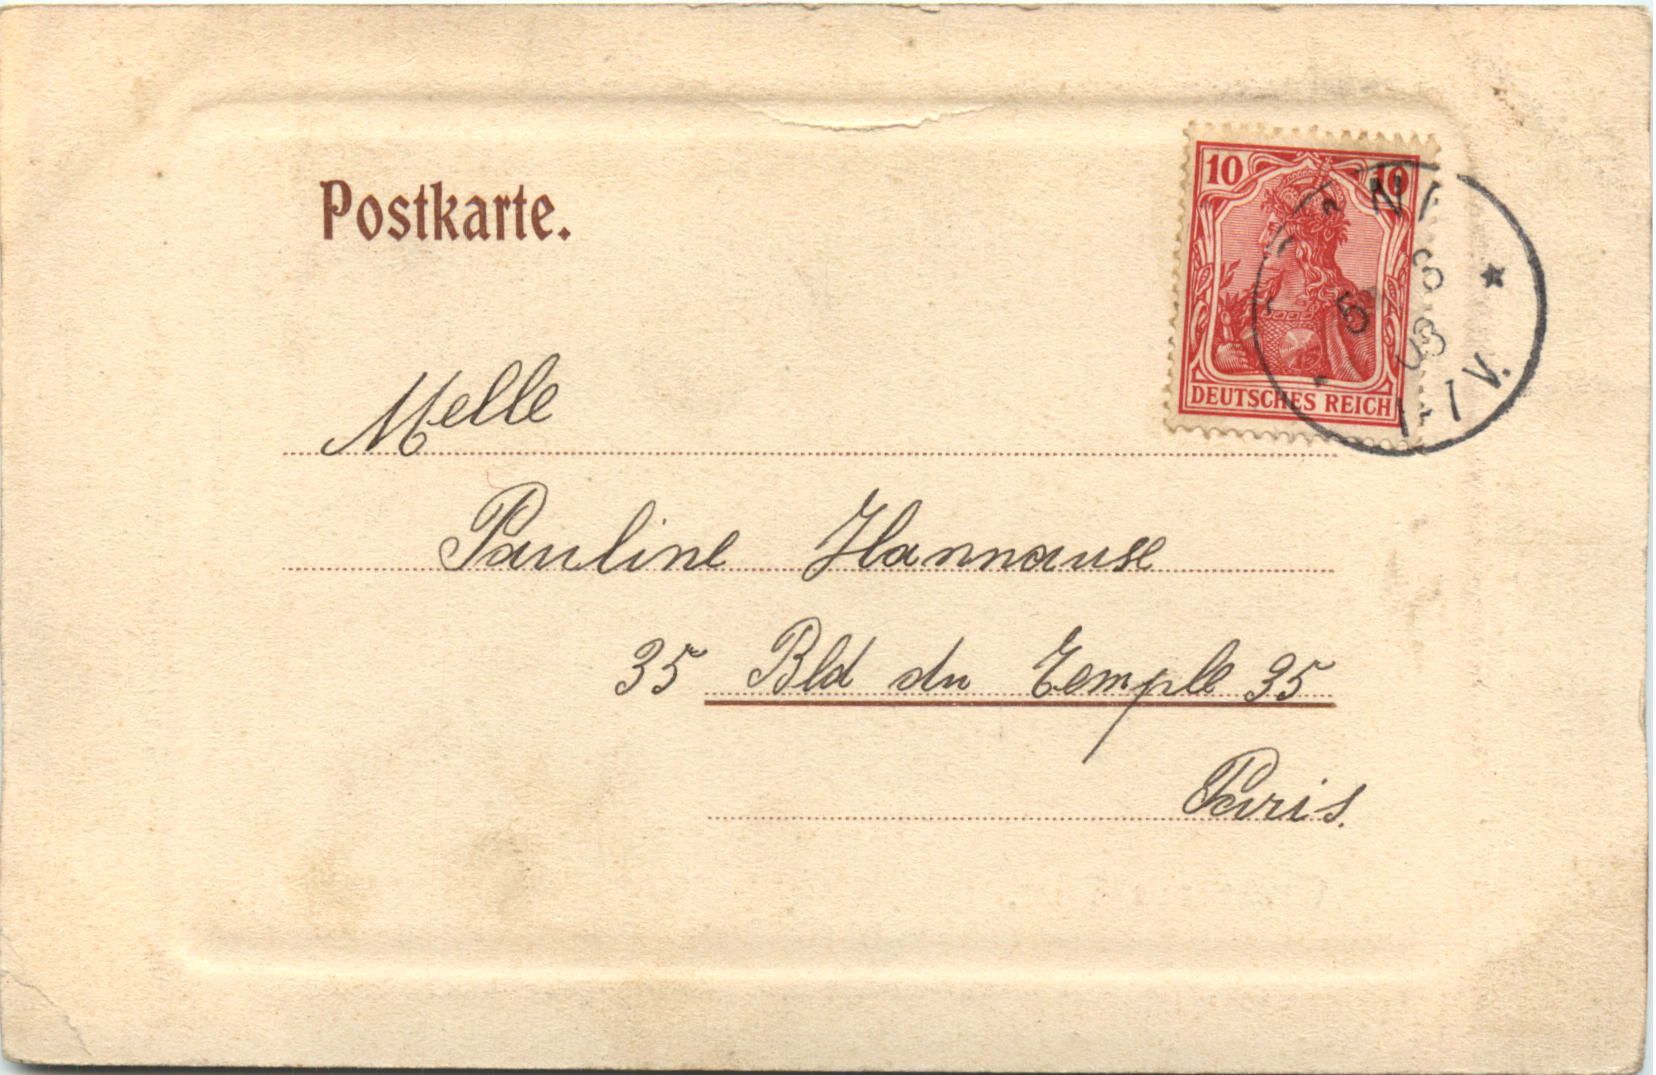 Postkarte.
10 10
DEUTSCHES REICH
Melle
Pauline Hannause
35 Bld du Temple 35
Paris.